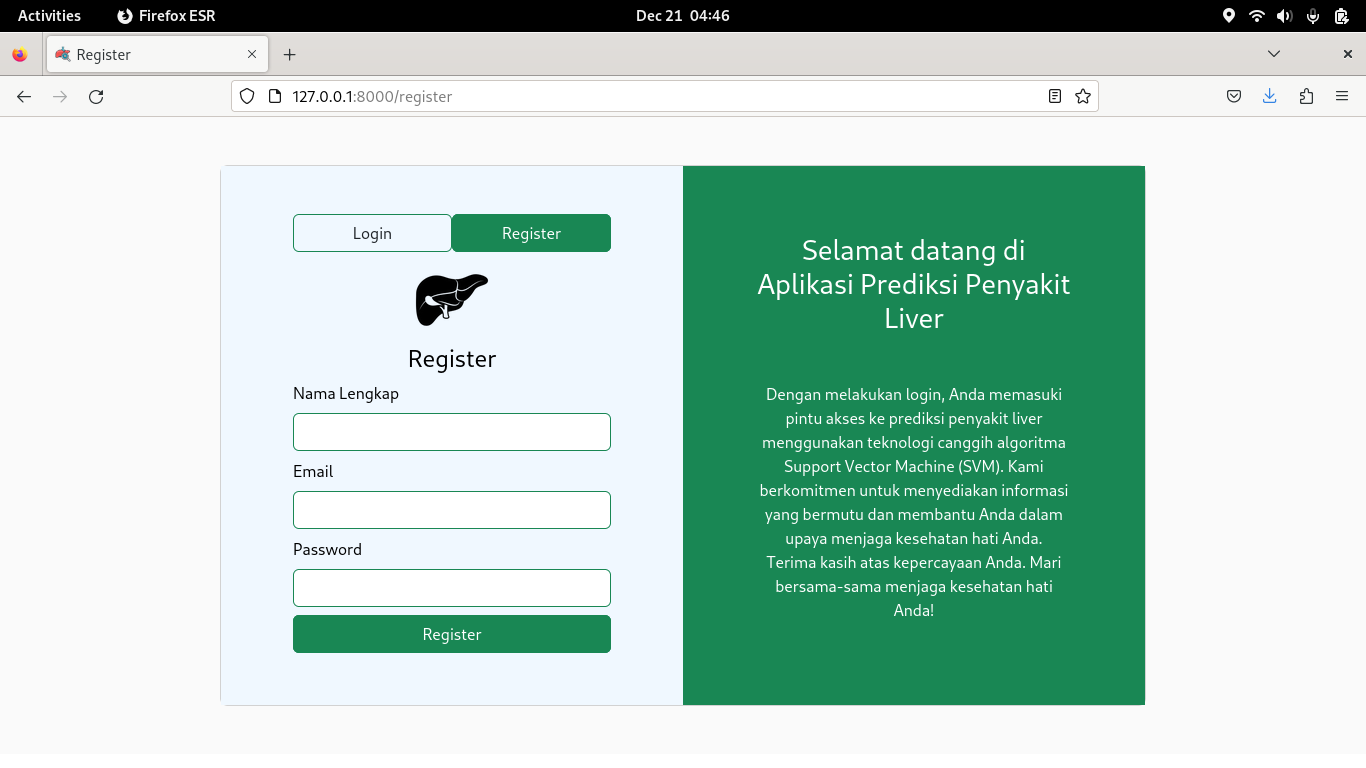 Activities
Firefox ESR
Dec 21 04:46
Register
127.0.0.1:8000/register
Login
Register
Register
Nama Lengkap
Email
Password
Register
Selamat datang di
Aplikasi Prediksi Penyakit
Liver
Dengan melakukan login, Anda memasuki
pintu akses ke prediksi penyakit liver
menggunakan teknologi canggih algoritma
Support Vector Machine (SVM). Kami
berkomitmen untuk menyediakan informasi
yang bermutu dan membantu Anda dalam
upaya menjaga kesehatan hati Anda.
Terima kasih atas kepercayaan Anda. Mari
bersama-sama menjaga kesehatan hati
Anda!